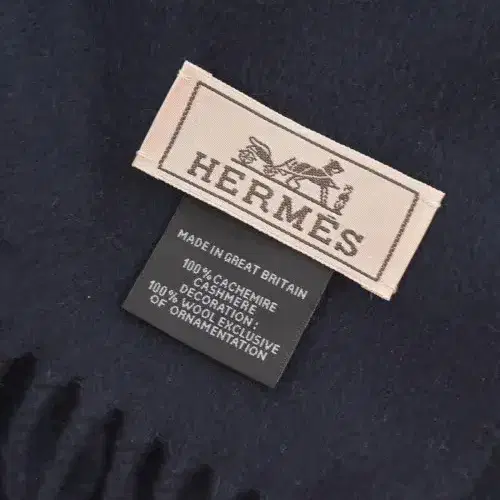 HERMÈS
MADE IN GREAT BRITAIN
100% CACHEMIRE
CASHMERE
DECORATION:
100% WOOL EXCLUSIVE
OF ORNAMENTATION